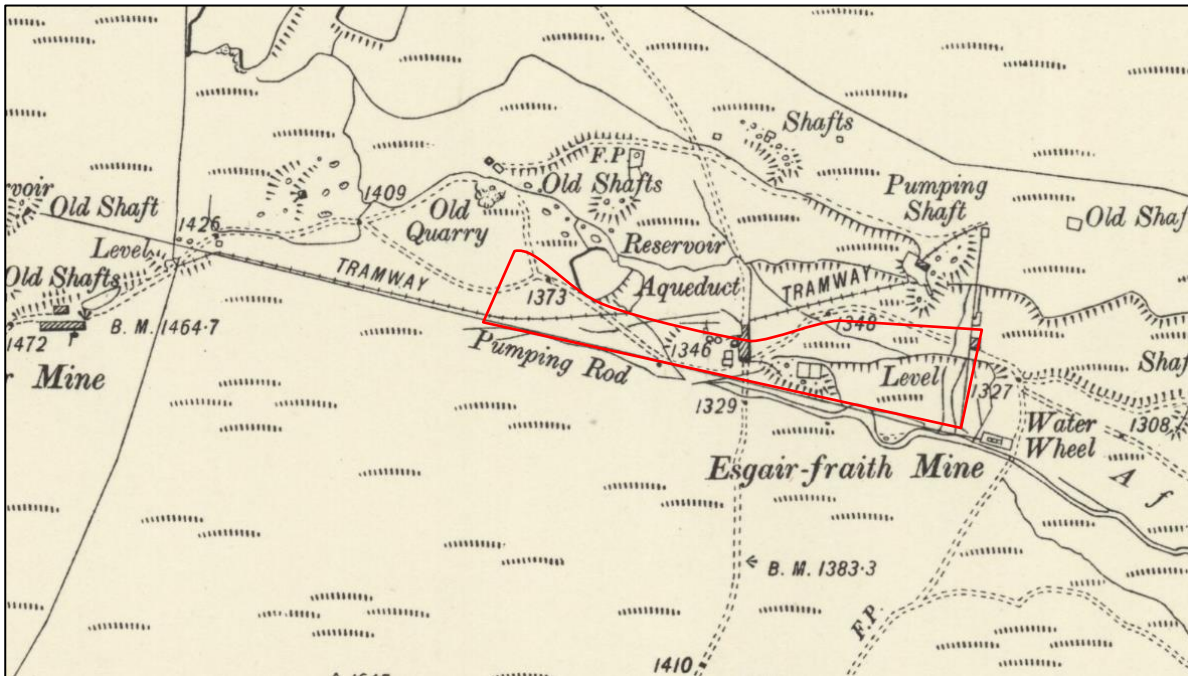 Shafts
F.P
1409
Old Shafts
Pumping
Shaft
rvoir
Old Shaft
1426
Old
Quarry
Old Shaf
Level
Reservoir
Old Shafts
TRAMWAY
1373
Aqueduct
TRAMWAY
B.M. 1464·7
1472
1348
1346
Pumping Rod
r Mine
Level
Shaf
1327
1329
1308
Water
Wheel
Esgair-fraith Mine
A f
B.M. 1383·3
F.P.
1410